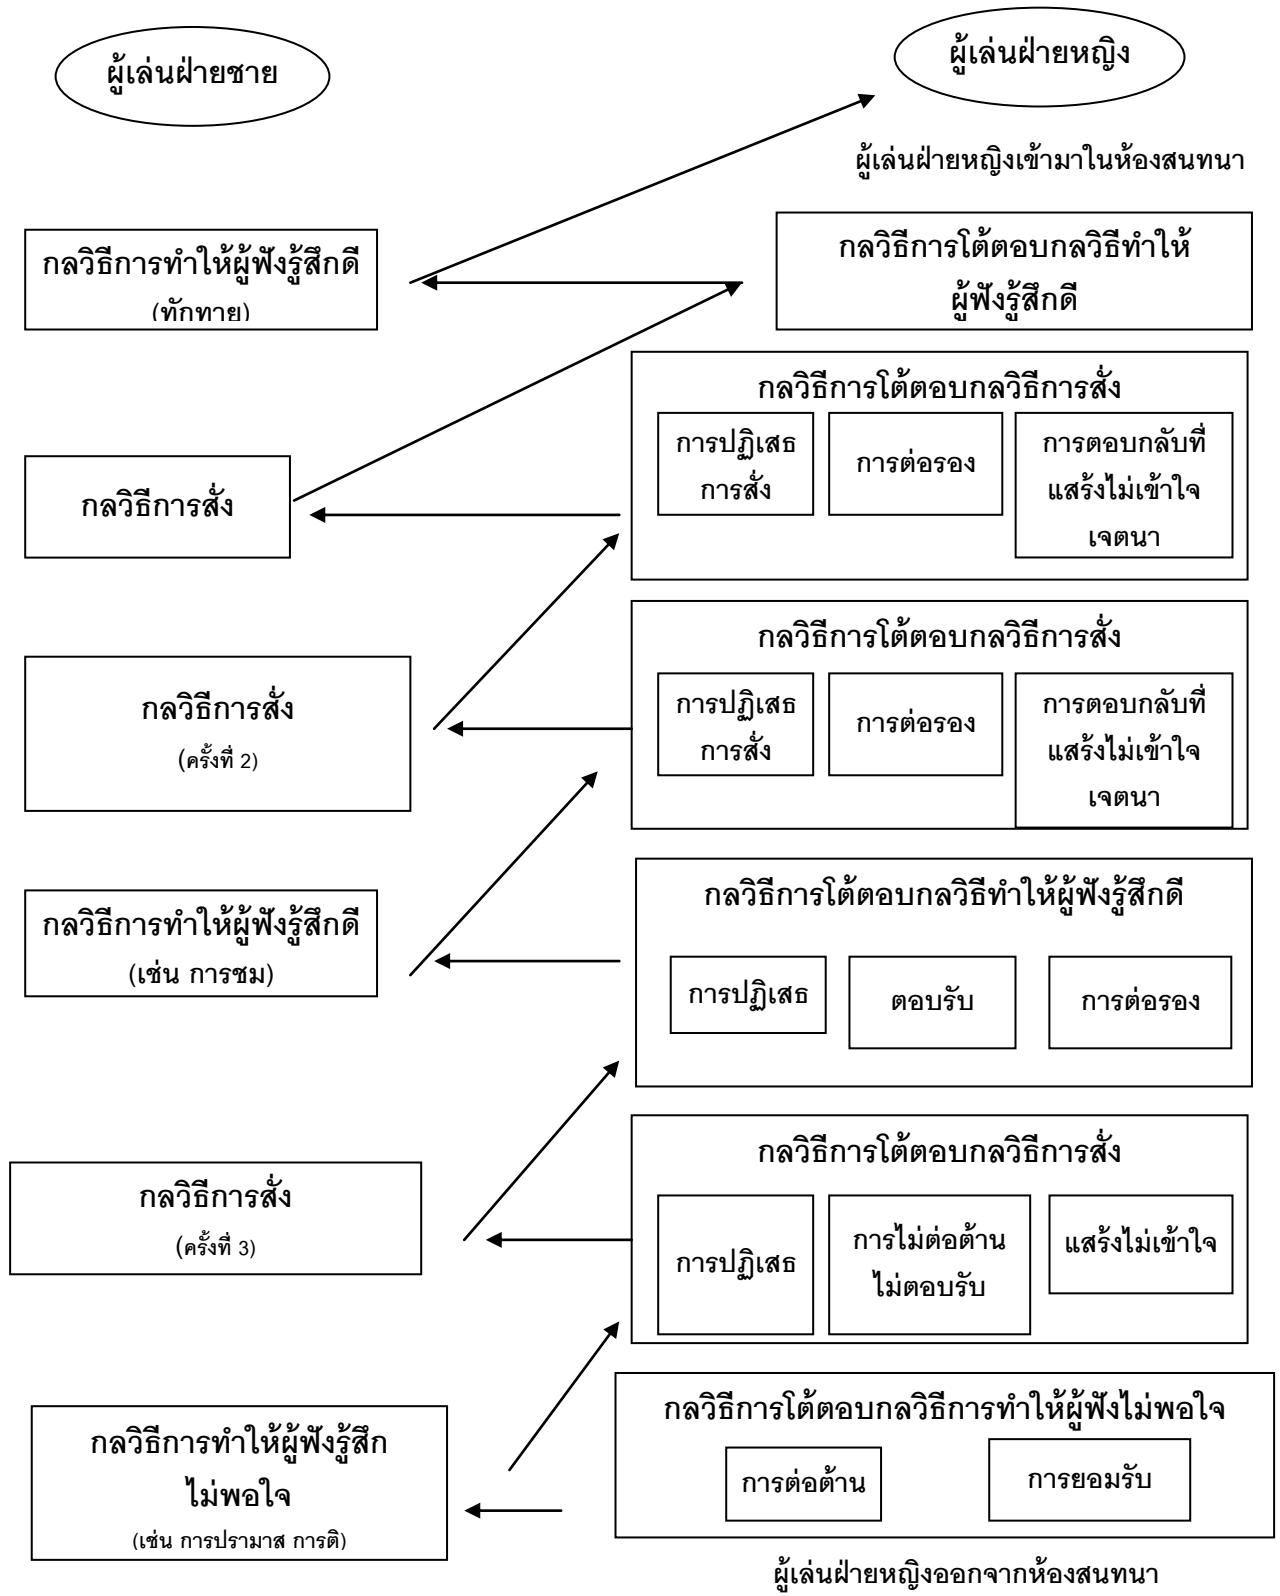 ผู้เล่นฝ่ายชาย
ผู้เล่นฝ่ายหญิง
ผู้เล่นฝ่ายหญิงเข้ามาในห้องสนทนา
กลวิธีการทำให้ผู้ฟังรู้สึกดี
(ทักทาย)
กลวิธีการโต้ตอบกลวิธีทำให้
ผู้ฟังรู้สึกดี
กลวิธีการสั่ง
กลวิธีการโต้ตอบกลวิธีการสั่ง
การปฏิเสธ
การสั่ง
การต่อรอง
การตอบกลับที่
แสร้งไม่เข้าใจ
เจตนา
กลวิธีการสั่ง
(ครั้งที่ 2)
กลวิธีการโต้ตอบกลวิธีการสั่ง
การปฏิเสธ
การสั่ง
การต่อรอง
การตอบกลับที่
แสร้งไม่เข้าใจ
เจตนา
กลวิธีการทำให้ผู้ฟังรู้สึกดี
(เช่น การชม)
กลวิธีการโต้ตอบกลวิธีทำให้ผู้ฟังรู้สึกดี
การปฏิเสธ
ตอบรับ
การต่อรอง
กลวิธีการสั่ง
(ครั้งที่ 3)
กลวิธีการโต้ตอบกลวิธีการสั่ง
การปฏิเสธ
การไม่ต่อต้าน
ไม่ตอบรับ
แสร้งไม่เข้าใจ
กลวิธีการทำให้ผู้ฟังรู้สึก
ไม่พอใจ
(เช่น การปรามาส การติ)
กลวิธีการโต้ตอบกลวิธีการทำให้ผู้ฟังไม่พอใจ
การต่อต้าน
การยอมรับ
ผู้เล่นฝ่ายหญิงออกจากห้องสนทนา